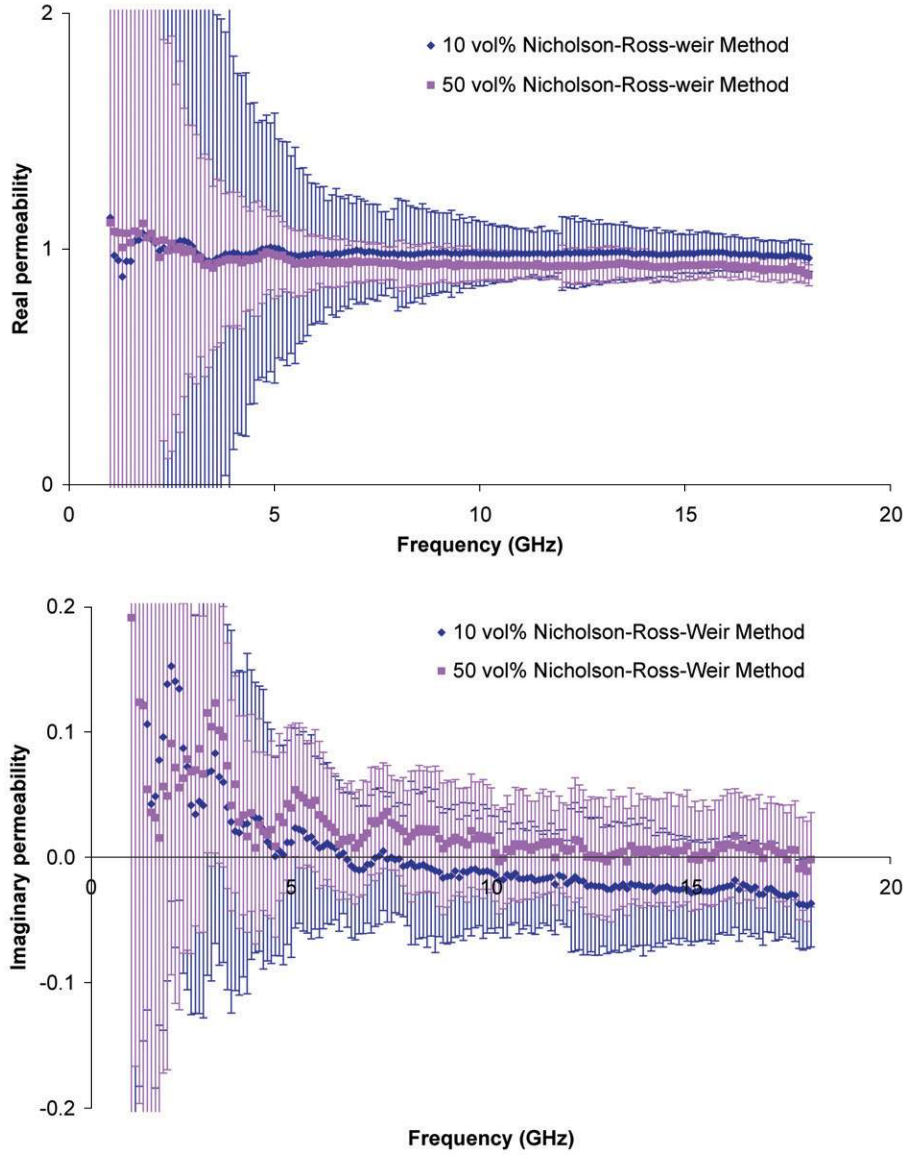 2
10 vol% Nicholson-Ross-weir Method
50 vol% Nicholson-Ross-weir Method
Real permeability
1
0
0 5 10 15 20
Frequency (GHz)
0.2
10 vol% Nicholson-Ross-Weir Method
50 vol% Nicholson-Ross-Weir Method
0.1
Imaginary permeability
0.0
0 5 10 15 20
-0.1
-0.2
Frequency (GHz)